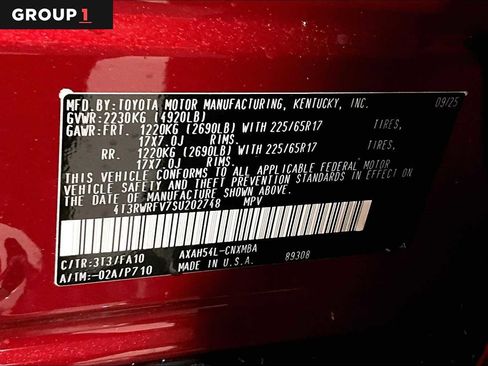 GROUP 1
MFD.BY:TOYOTA MOTOR MANUFACTURING, KENTUCKY, INC. 09/25
GVWR:2230KG (4920LB)
GAWR:FRT. 1220KG (2690LB) WITH 225/65R17 TIRES,
17X7.0J RIMS.
RR. 1220KG (2690LB) WITH 225/65R17 TIRES,
17X7.0J RIMS.
THIS VEHICLE CONFORMS TO ALL APPLICABLE FEDERAL MOTOR
VEHICLE SAFETY AND THEFT PREVENTION STANDARDS IN EFFECT ON
THE DATE OF MANUFACTURE SHOWN ABOVE.
4T3RWRFV7SU202748 MPV
C/TR:3T3/FA10 AXAH54L-CNXMBA
A/TM:-02A/P710 MADE IN U.S.A. 89308